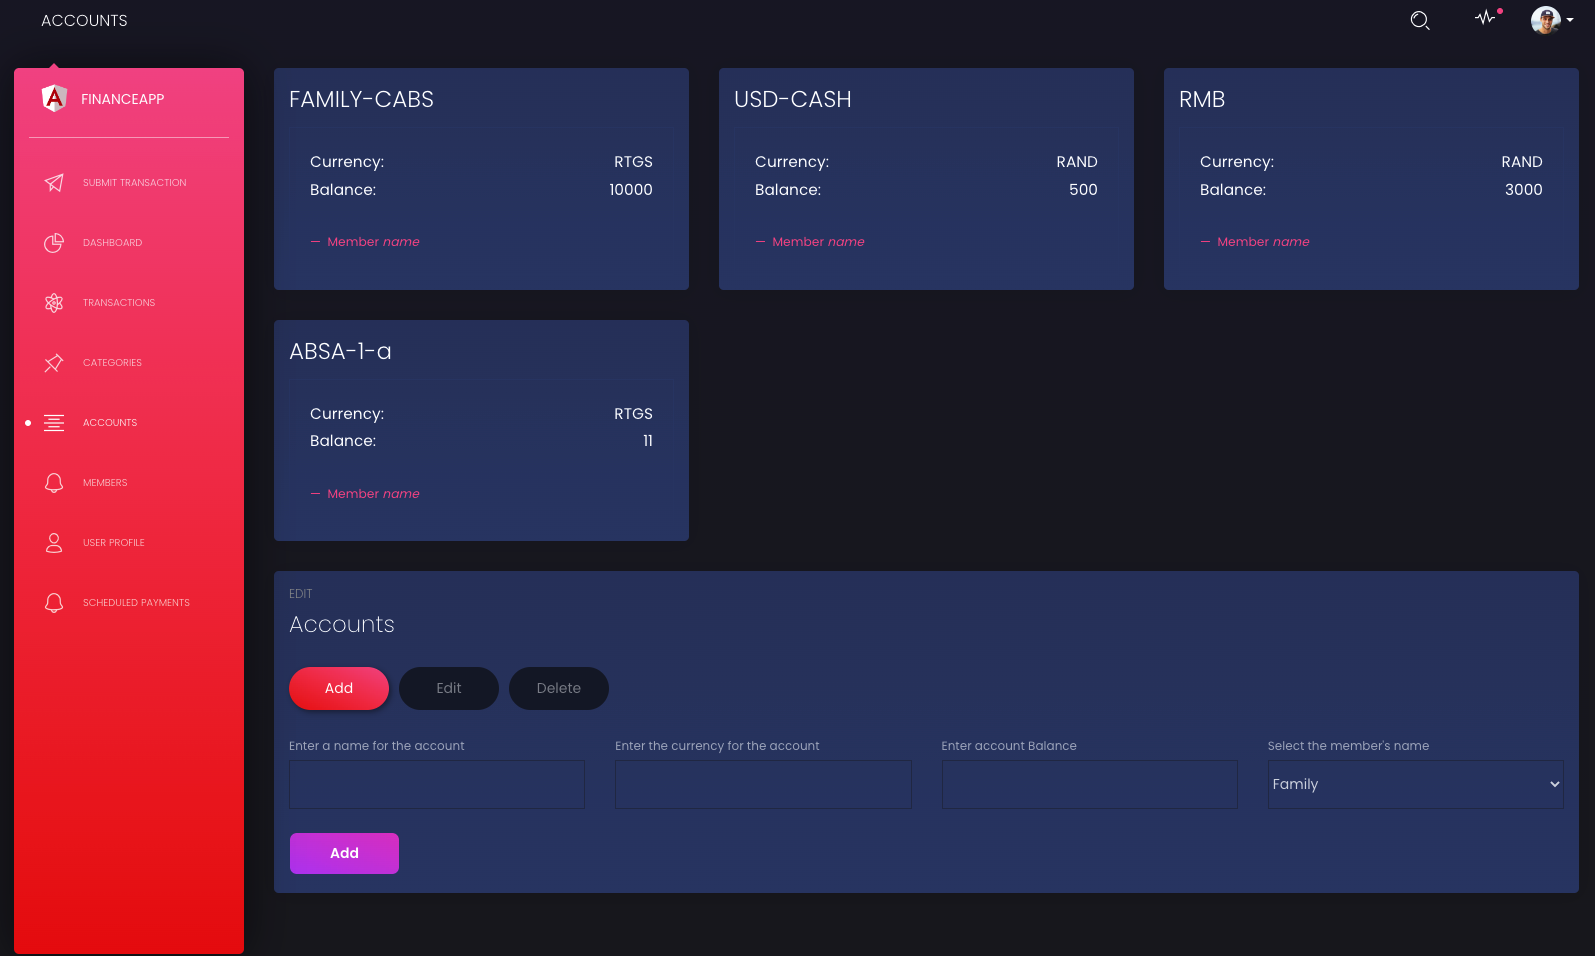 ACCOUNTS
FINANCEAPP
SUBMIT TRANSACTION
DASHBOARD
TRANSACTIONS
CATEGORIES
ACCOUNTS
MEMBERS
USER PROFILE
SCHEDULED PAYMENTS
FAMILY-CABS
Currency: RTGS
Balance: 10000
— Member name
USD-CASH
Currency: RAND
Balance: 500
— Member name
RMB
Currency: RAND
Balance: 3000
— Member name
ABSA-1-a
Currency: RTGS
Balance: 11
— Member name
EDIT
Accounts
Add Edit Delete
Enter a name for the account
Enter the currency for the account
Enter account Balance
Select the member's name
Family
Add